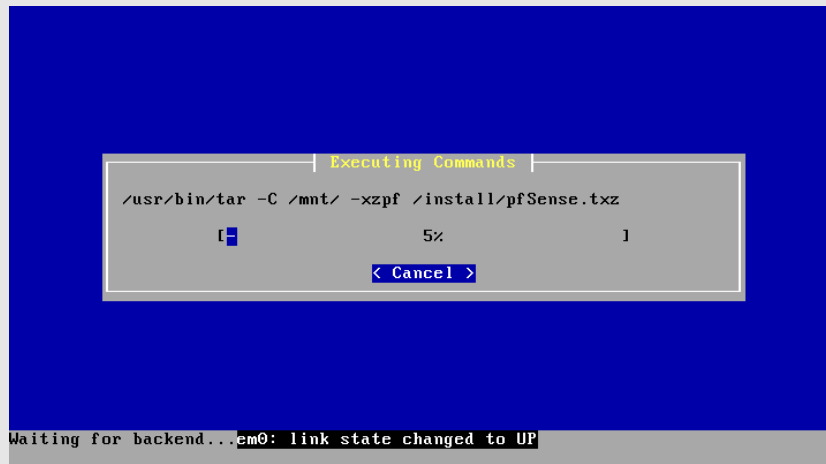 Executing Commands
/usr/bin/tar -C /mnt/ -xzpf /install/pfSense.txz
[- 5% ]
< Cancel >
Waiting for backend...em0: link state changed to UP